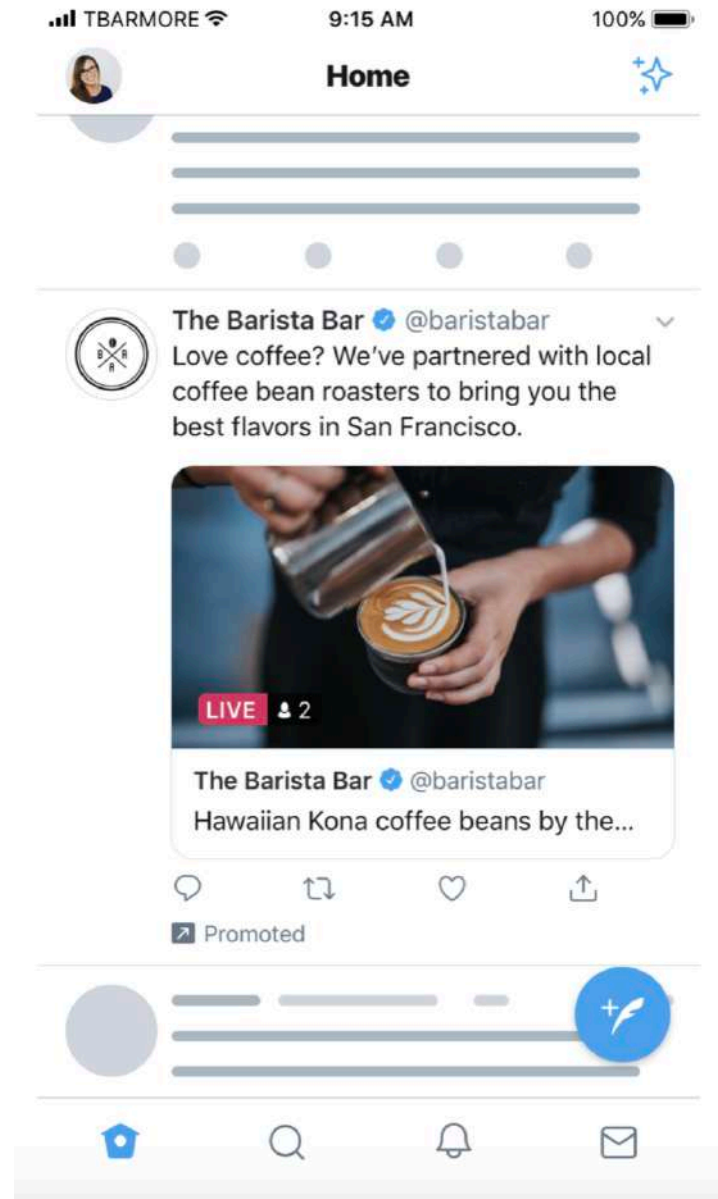 TBARMORE 9:15 AM 100%
Home
The Barista Bar @baristabar
Love coffee? We've partnered with local
coffee bean roasters to bring you the
best flavors in San Francisco.
B A R
A
LIVE 2
The Barista Bar @baristabar
Hawaiian Kona coffee beans by the...
Promoted